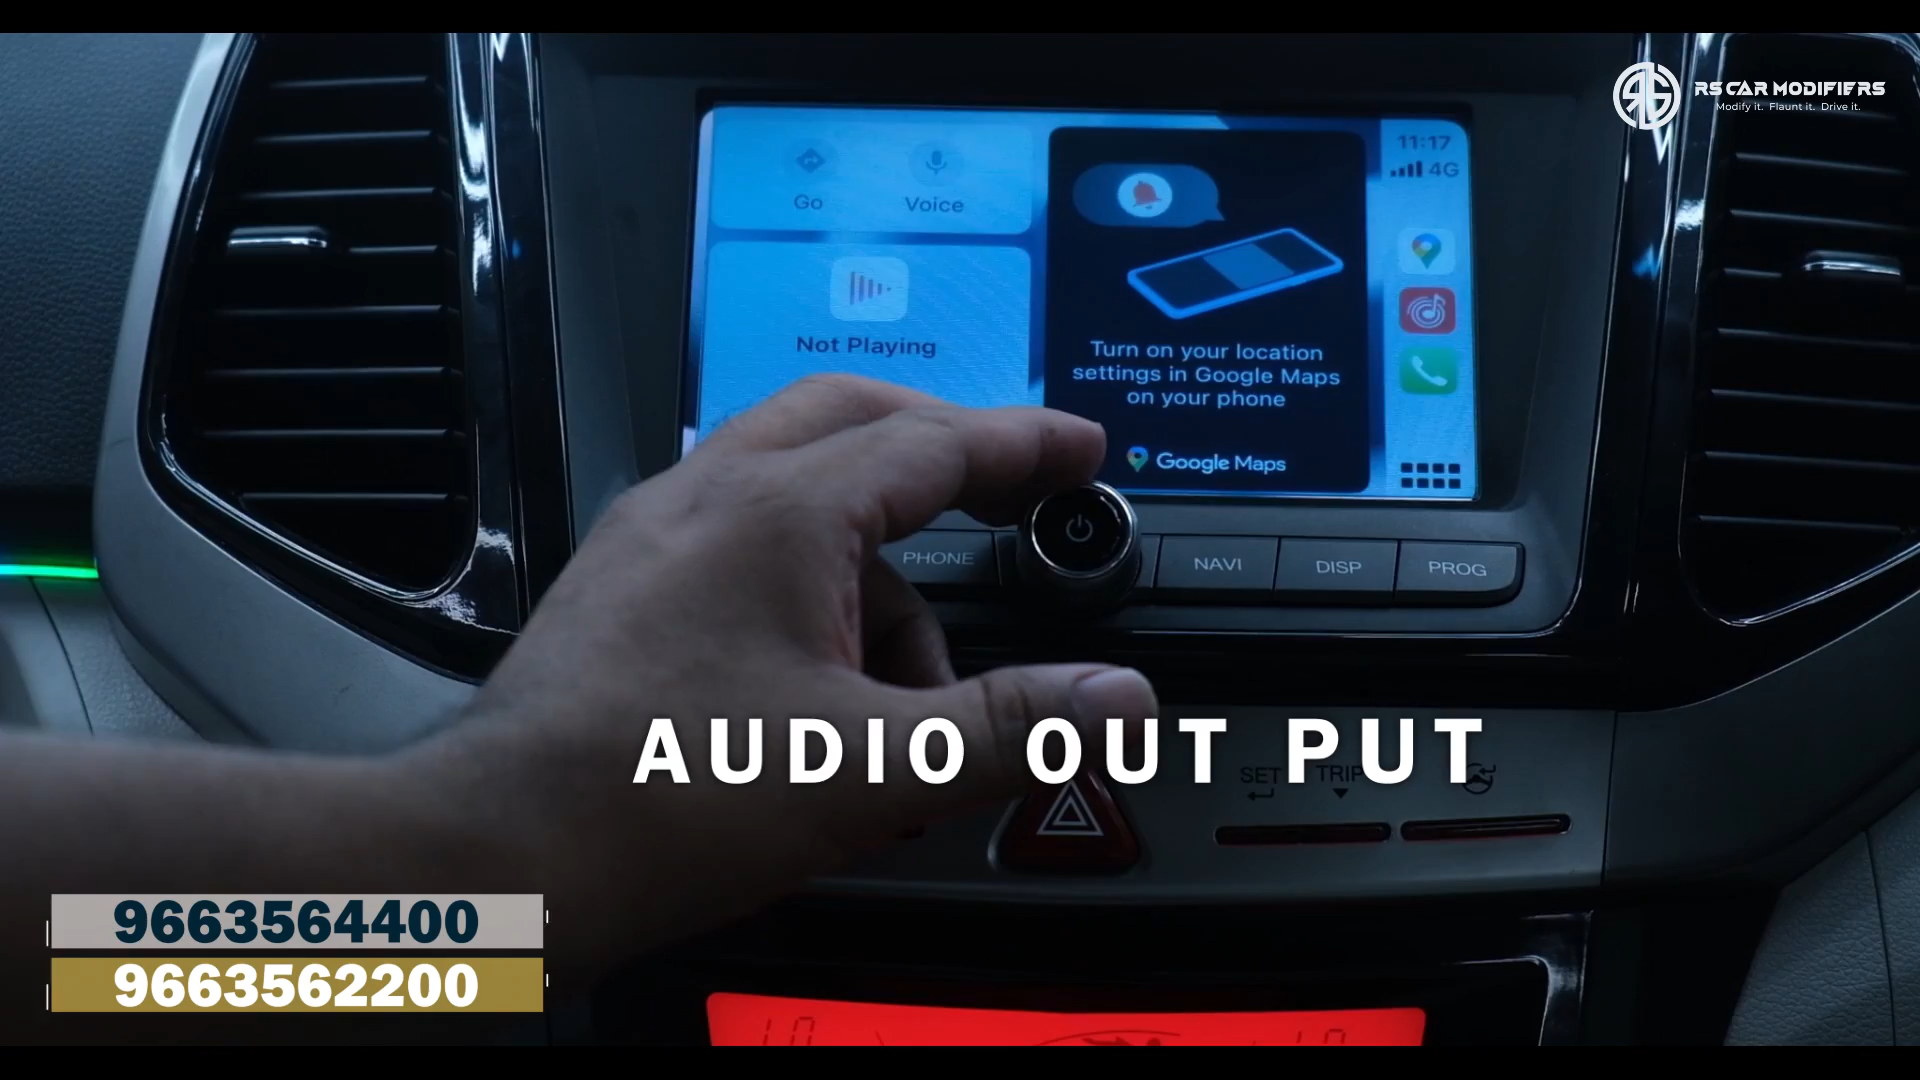 RS CAR MODIFIERS
Modify it. Flaunt it. Drive it.
11:17
4G
Go
Voice
Not Playing
Turn on your location
settings in Google Maps
on your phone
Google Maps
PHONE
NAVI
DISP
PROG
AUDIO OUT PUT
SET
TRIP
9663564400
9663562200